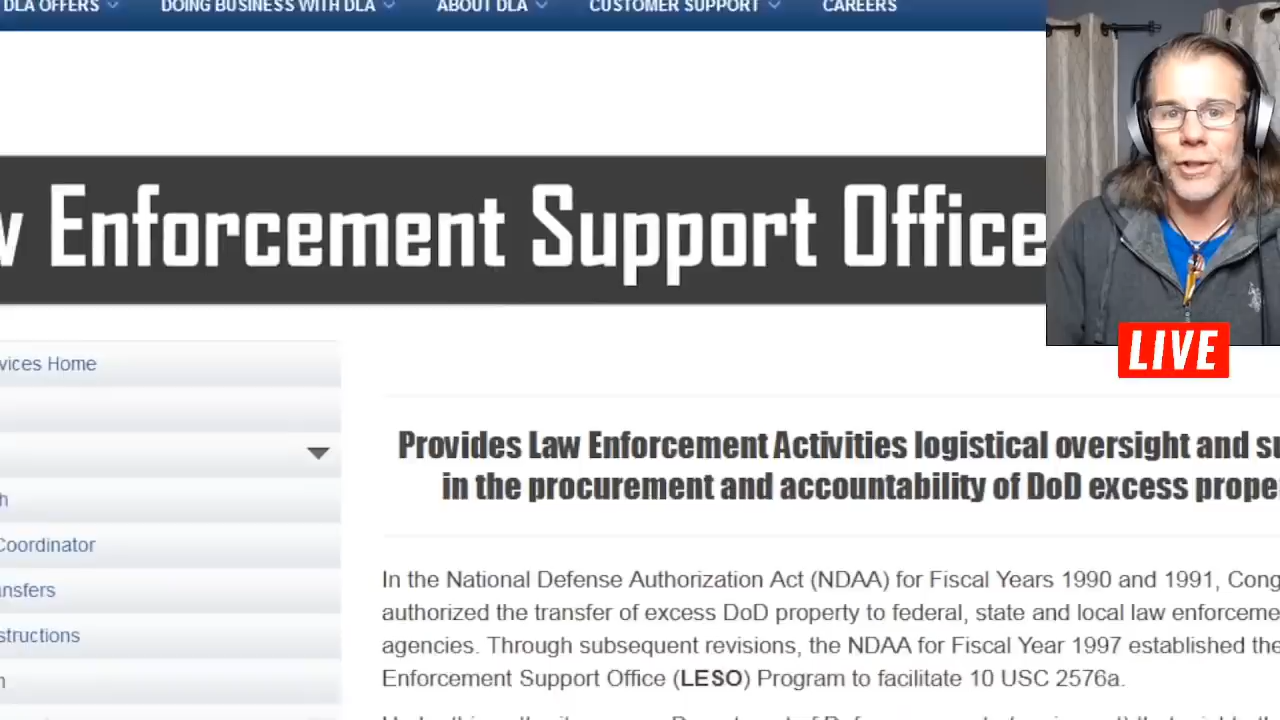 DLA OFFERS DOING BUSINESS WITH DLA ABOUT DLA CUSTOMER SUPPORT CAREERS
Enforcement Support Office
LIVE
vices Home
Provides Law Enforcement Activities logistical oversight and su
in the procurement and accountability of DoD excess prope
Coordinator
nsfers
structions
In the National Defense Authorization Act (NDAA) for Fiscal Years 1990 and 1991, Cong
authorized the transfer of excess DoD property to federal, state and local law enforceme
agencies. Through subsequent revisions, the NDAA for Fiscal Year 1997 established the
Enforcement Support Office (LESO) Program to facilitate 10 USC 2576a.